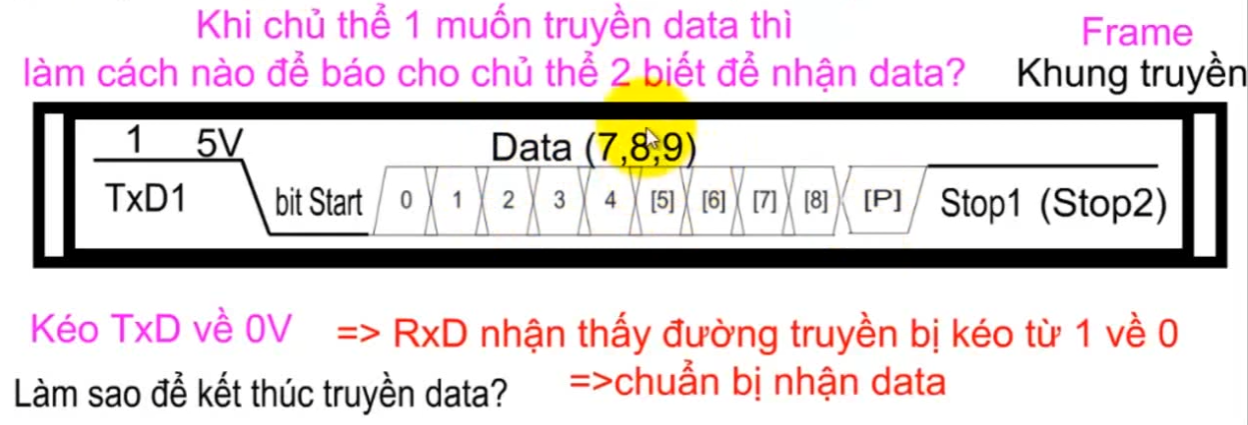 Khi chủ thể 1 muốn truyền data thì
Frame
làm cách nào để báo cho chủ thể 2 biết để nhận data?
Khung truyền
1 5V
Data (7,8,9)
TxD1
bit Start
0 1 2 3 4 [5] [6] [7] [8] [P]
Stop1 (Stop2)
Kéo TxD về 0V
=> RxD nhận thấy đường truyền bị kéo từ 1 về 0
Làm sao để kết thúc truyền data?
=>chuẩn bị nhận data